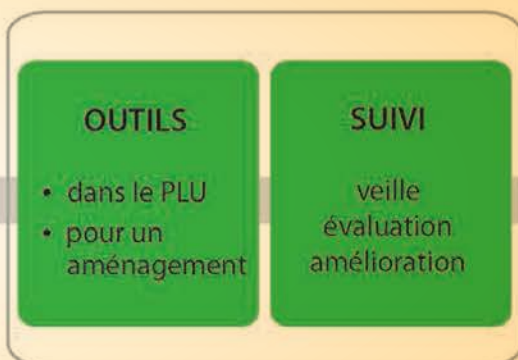 OUTILS
• dans le PLU
• pour un
aménagement
SUIVI
veille
évaluation
amélioration